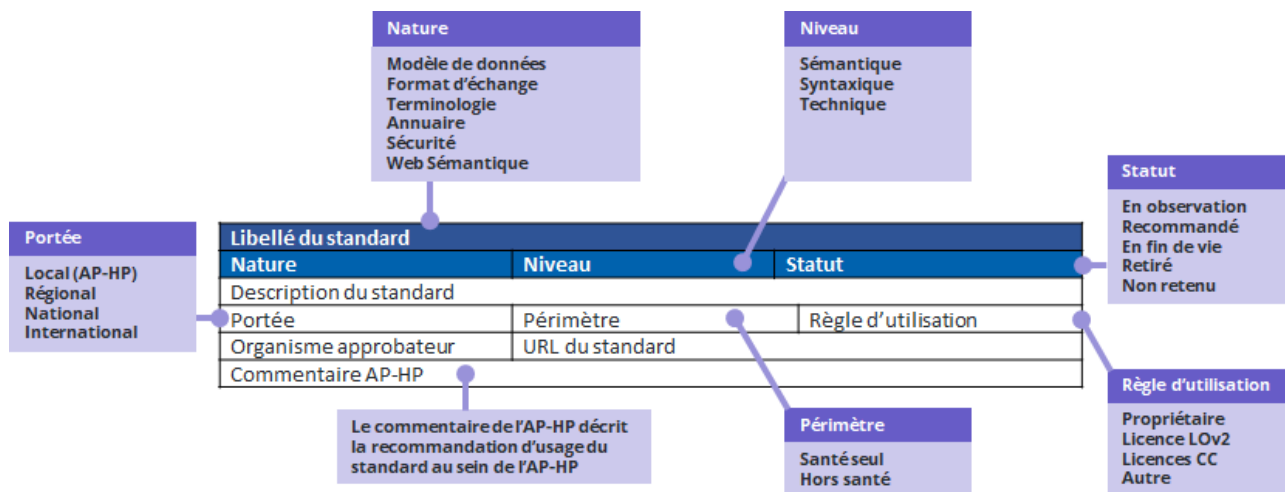 Nature
Modèle de données
Format d'échange
Terminologie
Annuaire
Sécurité
Web Sémantique
Niveau
Sémantique
Syntaxique
Technique
Statut
En observation
Recommandé
En fin de vie
Retiré
Non retenu
Portée
Local (AP-HP)
Régional
National
International
Libellé du standard
Nature Niveau Statut
Description du standard
Portée Périmètre Règle d'utilisation
Organisme approbateur URL du standard
Commentaire AP-HP
Le commentaire de l'AP-HP décrit
la recommandation d'usage du
standard au sein de l'AP-HP
Périmètre
Santé seul
Hors santé
Règle d'utilisation
Propriétaire
Licence LOv2
Licences CC
Autre